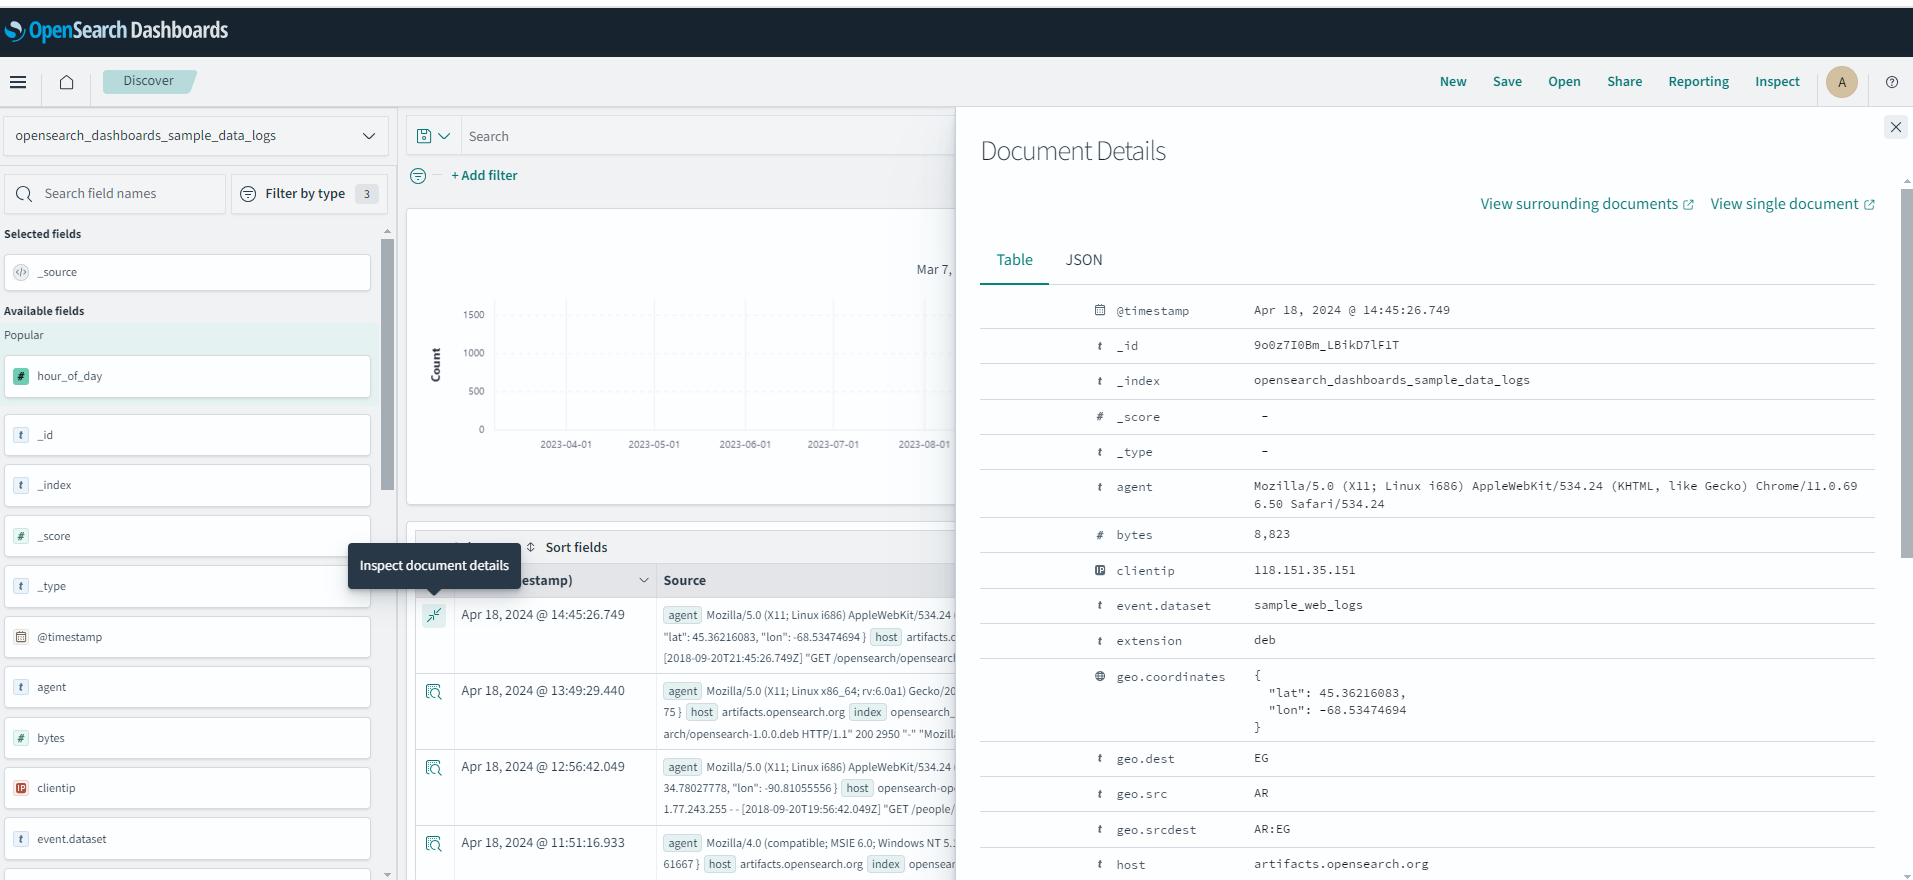 OpenSearch Dashboards
Discover
New Save Open Share Reporting Inspect A
opensearch_dashboards_sample_data_logs
Search field names
Filter by type 3
Selected fields
_source
Available fields
Popular
# hour_of_day
t _id
t _index
# _score
t _type
@timestamp
t agent
# bytes
IP clientip
t event.dataset
Search
+ Add filter
Mar 7,
Count
1500
1000
500
0
2023-04-01 2023-05-01 2023-06-01 2023-07-01 2023-08-01
Sort fields
Inspect document details
estamp) Source
Apr 18, 2024 @ 14:45:26.749
agent Mozilla/5.0 (X11; Linux i686) AppleWebKit/534.24 (
"lat": 45.36216083, "lon": -68.53474694 } host artifacts.c
[2018-09-20T21:45:26.749Z] "GET /opensearch/opensearch
Apr 18, 2024 @ 13:49:29.440
agent Mozilla/5.0 (X11; Linux x86_64; rv:6.0a1) Gecko/20
75 } host artifacts.opensearch.org index opensearch_
arch/opensearch-1.0.0.deb HTTP/1.1" 200 2950 "-" "Mozilla
Apr 18, 2024 @ 12:56:42.049
agent Mozilla/5.0 (X11; Linux i686) AppleWebKit/534.24 (
34.78027778, "lon": -90.81055556 } host opensearch-op
1.77.243.255 - - [2018-09-20T19:56:42.049Z] "GET /people/
Apr 18, 2024 @ 11:51:16.933
agent Mozilla/4.0 (compatible; MSIE 6.0; Windows NT 5.
61667 } host artifacts.opensearch.org index opensear
Document Details
View surrounding documents View single document
Table JSON
@timestamp Apr 18, 2024 @ 14:45:26.749
t _id 9o0z7I0Bm_LBikD7lF1T
t _index opensearch_dashboards_sample_data_logs
# _score -
t _type -
t agent Mozilla/5.0 (X11; Linux i686) AppleWebKit/534.24 (KHTML, like Gecko) Chrome/11.0.69
6.50 Safari/534.24
# bytes 8,823
IP clientip 118.151.35.151
t event.dataset sample_web_logs
t extension deb
geo.coordinates {
"lat": 45.36216083,
"lon": -68.53474694
}
t geo.dest EG
t geo.src AR
t geo.srcdest AR:EG
t host artifacts.opensearch.org